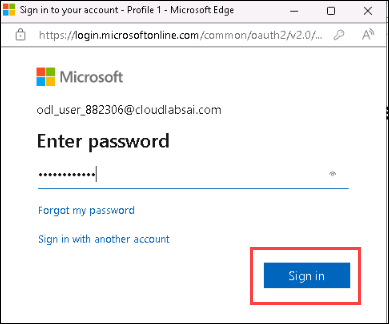 Sign in to your account - Profile 1 - Microsoft Edge
https://login.microsoftonline.com/common/oauth2/v2.0/...
Microsoft
odl_user_882306@cloudlabsai.com
Enter password
••••••••••••
Forgot my password
Sign in with another account
Sign in